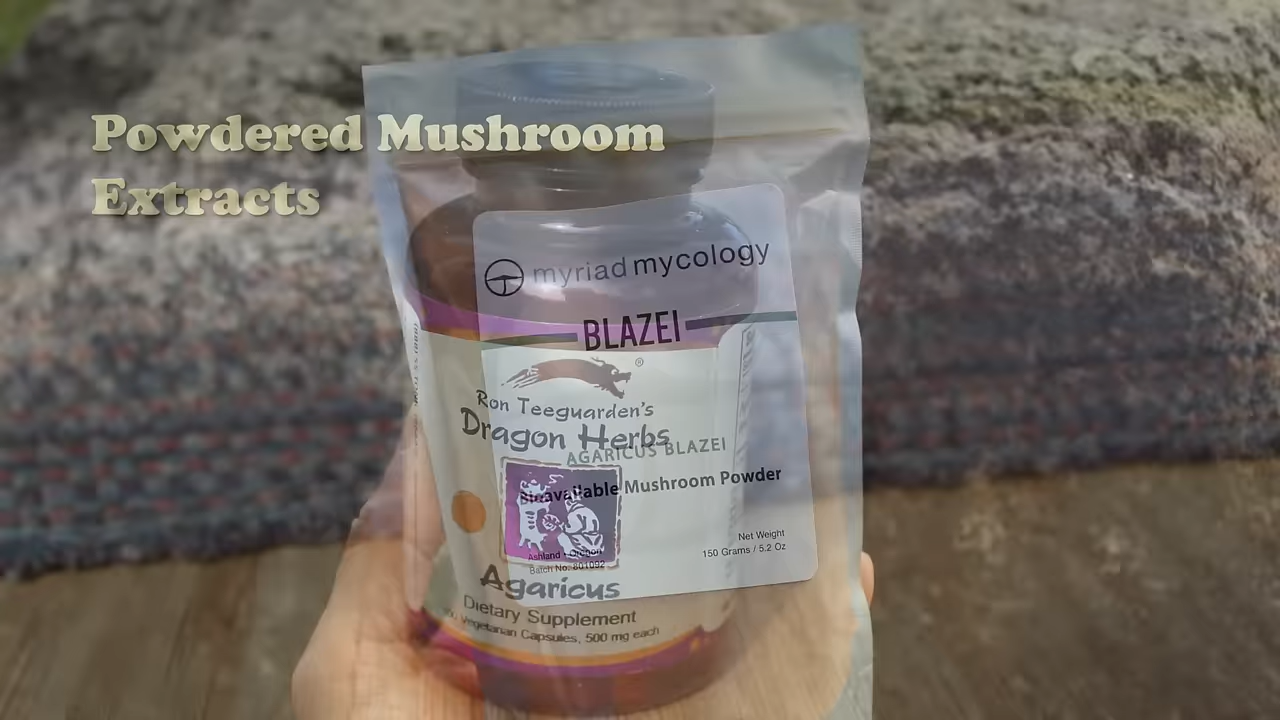 Powdered Mushroom
Extracts
myriad mycology
BLAZEI
®
Ron Teeguarden's
Dragon Herbs
AGARICUS BLAZEI
Bioavailable Mushroom Powder
Net Weight
150 Grams / 5.2 Oz
Ashland • Oregon
Batch No: 801092
Agaricus
Dietary Supplement
Vegetarian Capsules, 500 mg each